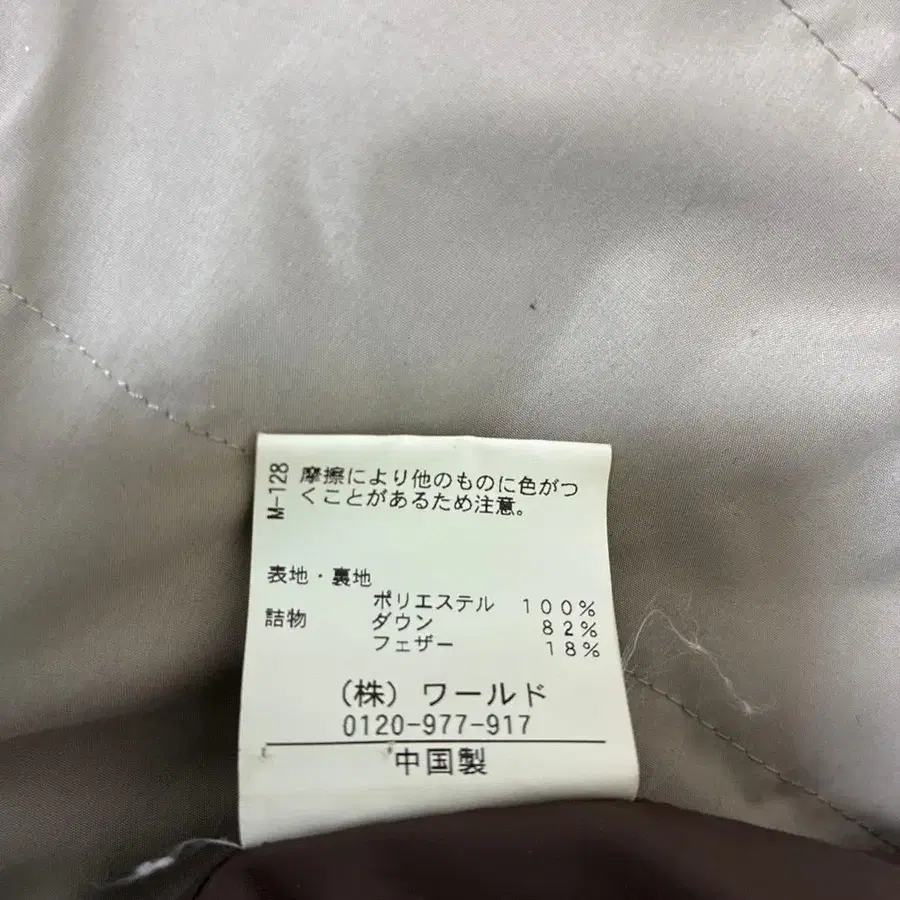 M-128
摩擦により他のものに色がつ
くことがあるため注意。
表地・裏地
ポリエステル 100%
詰物 ダウン 82%
フェザー 18%
(株) ワールド
0120-977-917
中国製